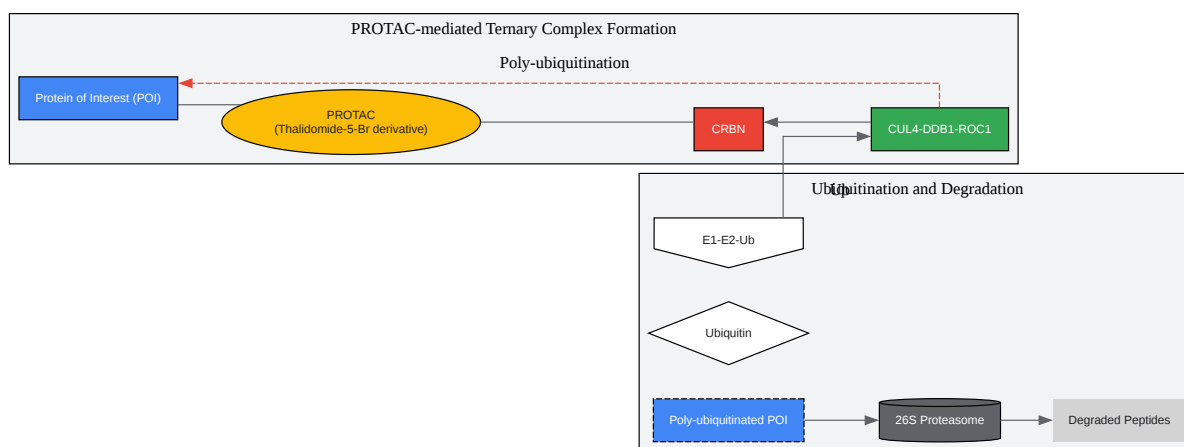 PROTAC-mediated Ternary Complex Formation
Poly-ubiquitination
Protein of Interest (POI)
PROTAC
(Thalidomide-5-Br derivative)
CRBN
CUL4-DDB1-ROC1
Ubiquitination and Degradation
Ub
E1-E2-Ub
Ubiquitin
Poly-ubiquitinated POI
26S Proteasome
Degraded Peptides